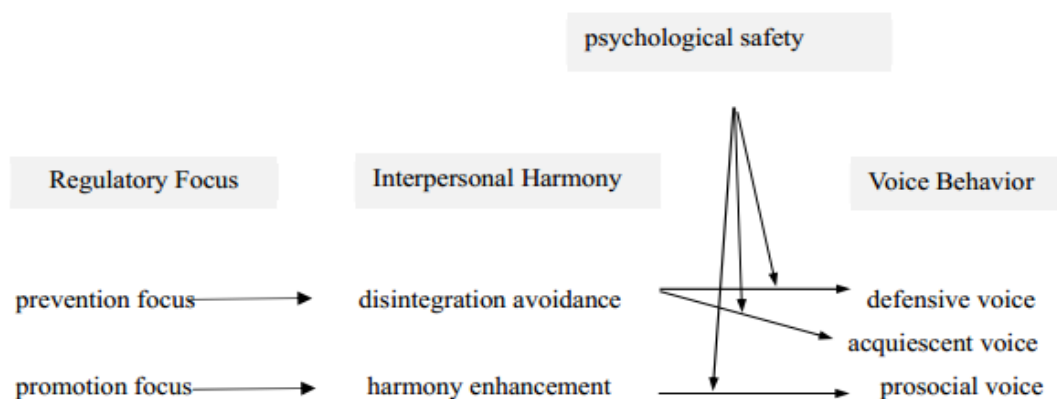 psychological safety
Regulatory Focus
Interpersonal Harmony
Voice Behavior
prevention focus
disintegration avoidance
defensive voice
acquiescent voice
promotion focus
harmony enhancement
prosocial voice